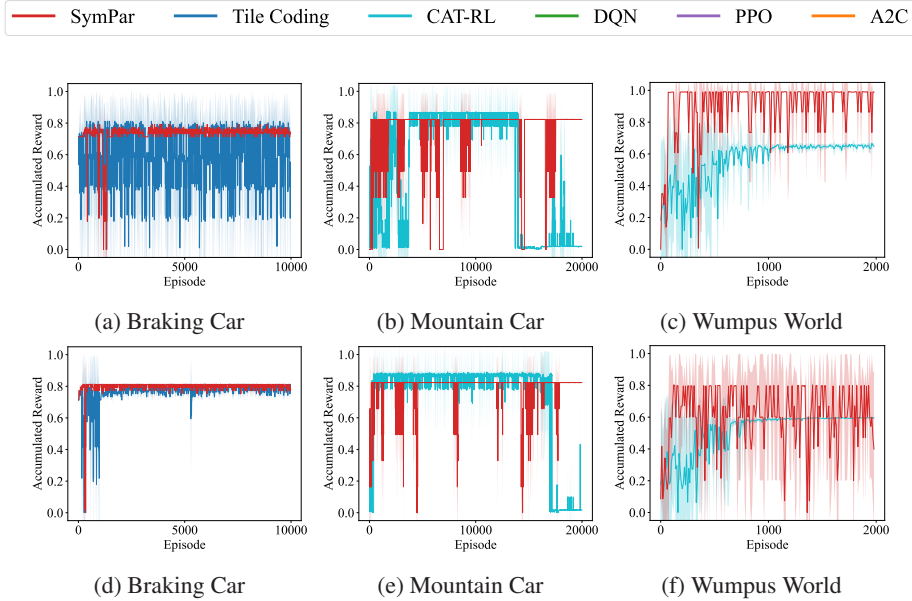 SymPar Tile Coding CAT-RL DQN PPO A2C
Accumulated Reward
1.0
0.8
0.6
0.4
0.2
0.0
0 5000 10000
Episode
(a) Braking Car
Accumulated Reward
1.0
0.8
0.6
0.4
0.2
0.0
0 10000 20000
Episode
(b) Mountain Car
Accumulated Reward
1.0
0.8
0.6
0.4
0.2
0.0
0 1000 2000
Episode
(c) Wumpus World
Accumulated Reward
1.0
0.8
0.6
0.4
0.2
0.0
0 5000 10000
Episode
(d) Braking Car
Accumulated Reward
1.0
0.8
0.6
0.4
0.2
0.0
0 10000 20000
Episode
(e) Mountain Car
Accumulated Reward
1.0
0.8
0.6
0.4
0.2
0.0
0 1000 2000
Episode
(f) Wumpus World